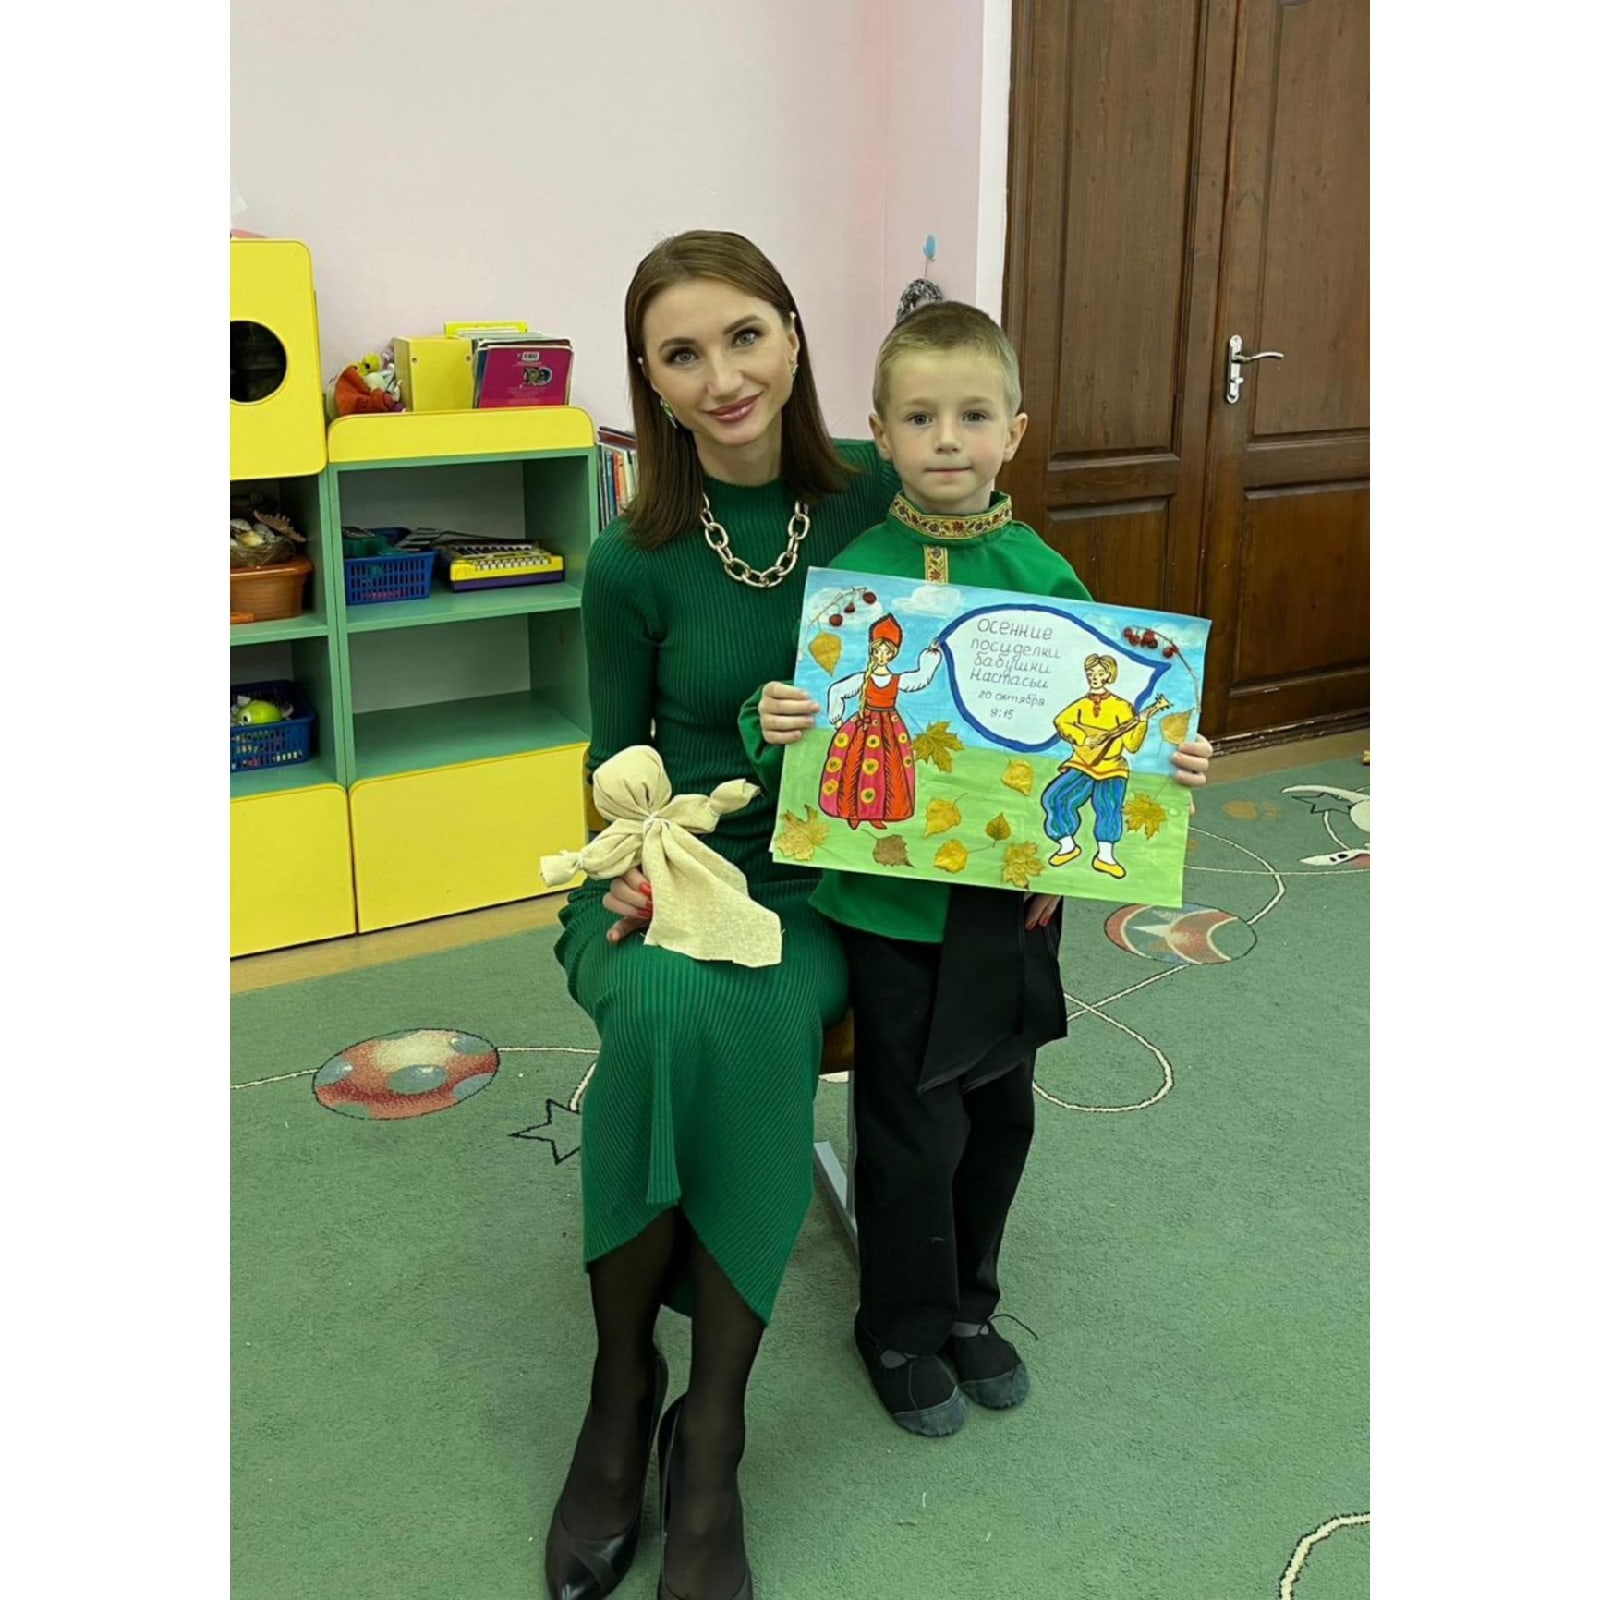 осенние
посиделки
бабушки
Настасьи
20 октября
9:15